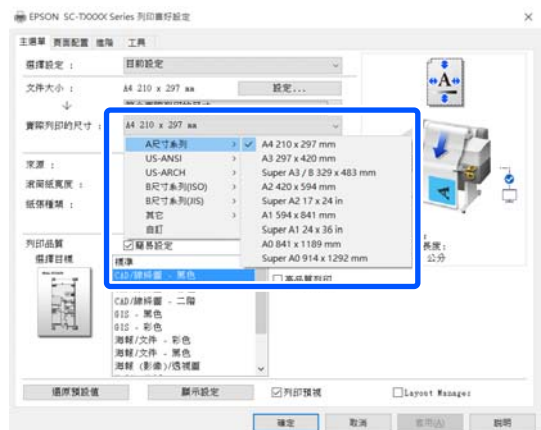 EPSON SC-TXXXX Series 列印喜好設定
主選單 頁面配置 進階 工具
選擇設定 : 目前設定
文件大小 : A4 210 x 297 mm 設定...
實際列印的尺寸 : A4 210 x 297 mm
A尺寸系列
US-ANSI
US-ARCH
B尺寸系列(ISO)
B尺寸系列(JIS)
其它
自訂
A4 210 x 297 mm
A3 297 x 420 mm
Super A3 / B 329 x 483 mm
A2 420 x 594 mm
Super A2 17 x 24 in
A1 594 x 841 mm
Super A1 24 x 36 in
A0 841 x 1189 mm
Super A0 914 x 1292 mm
來源 :
滾筒紙寬度 :
紙張種類 :
長度:
公分
列印品質
簡易設定
選擇目標
標準
CAD/線條圖 - 黑色
CAD/線條圖 - 二階
GIS - 黑色
GIS - 彩色
海報/文件 - 彩色
海報/文件 - 黑色
海報 (影像)/透視圖
還原預設值 顯示設定 列印預視 Layout Manager
確定 取消 套用(A) 說明